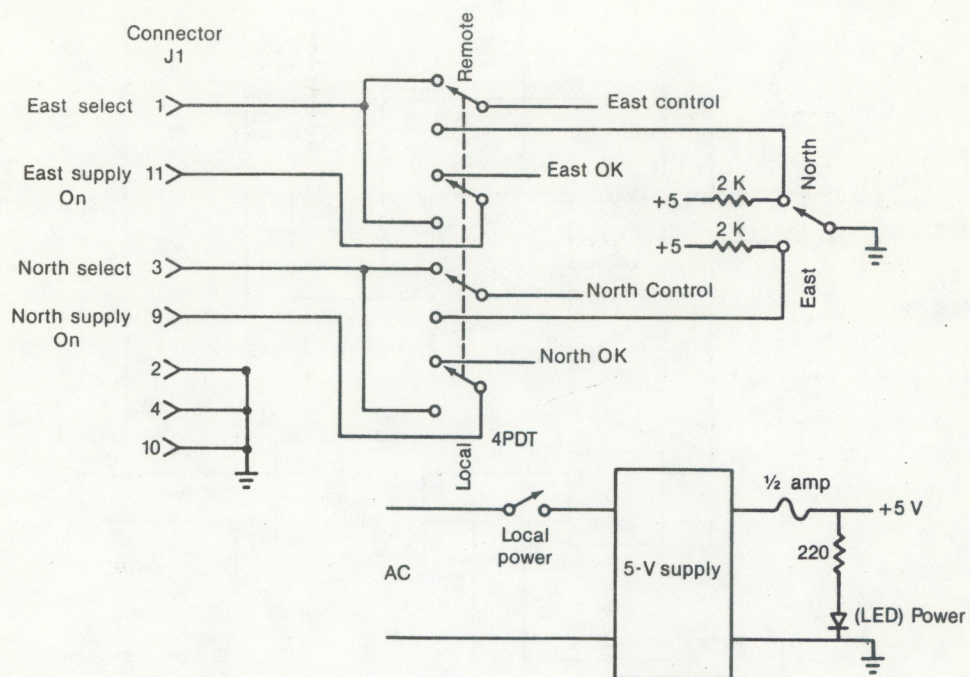 Connector
J1
Remote
East select
1
East control
East supply
On
11
East OK
North
+5
2 K
+5
2 K
East
North select
3
North Control
North supply
On
9
North OK
2
4
10
4PDT
Local
½ amp
+5 V
Local
power
220
AC
5-V supply
(LED) Power